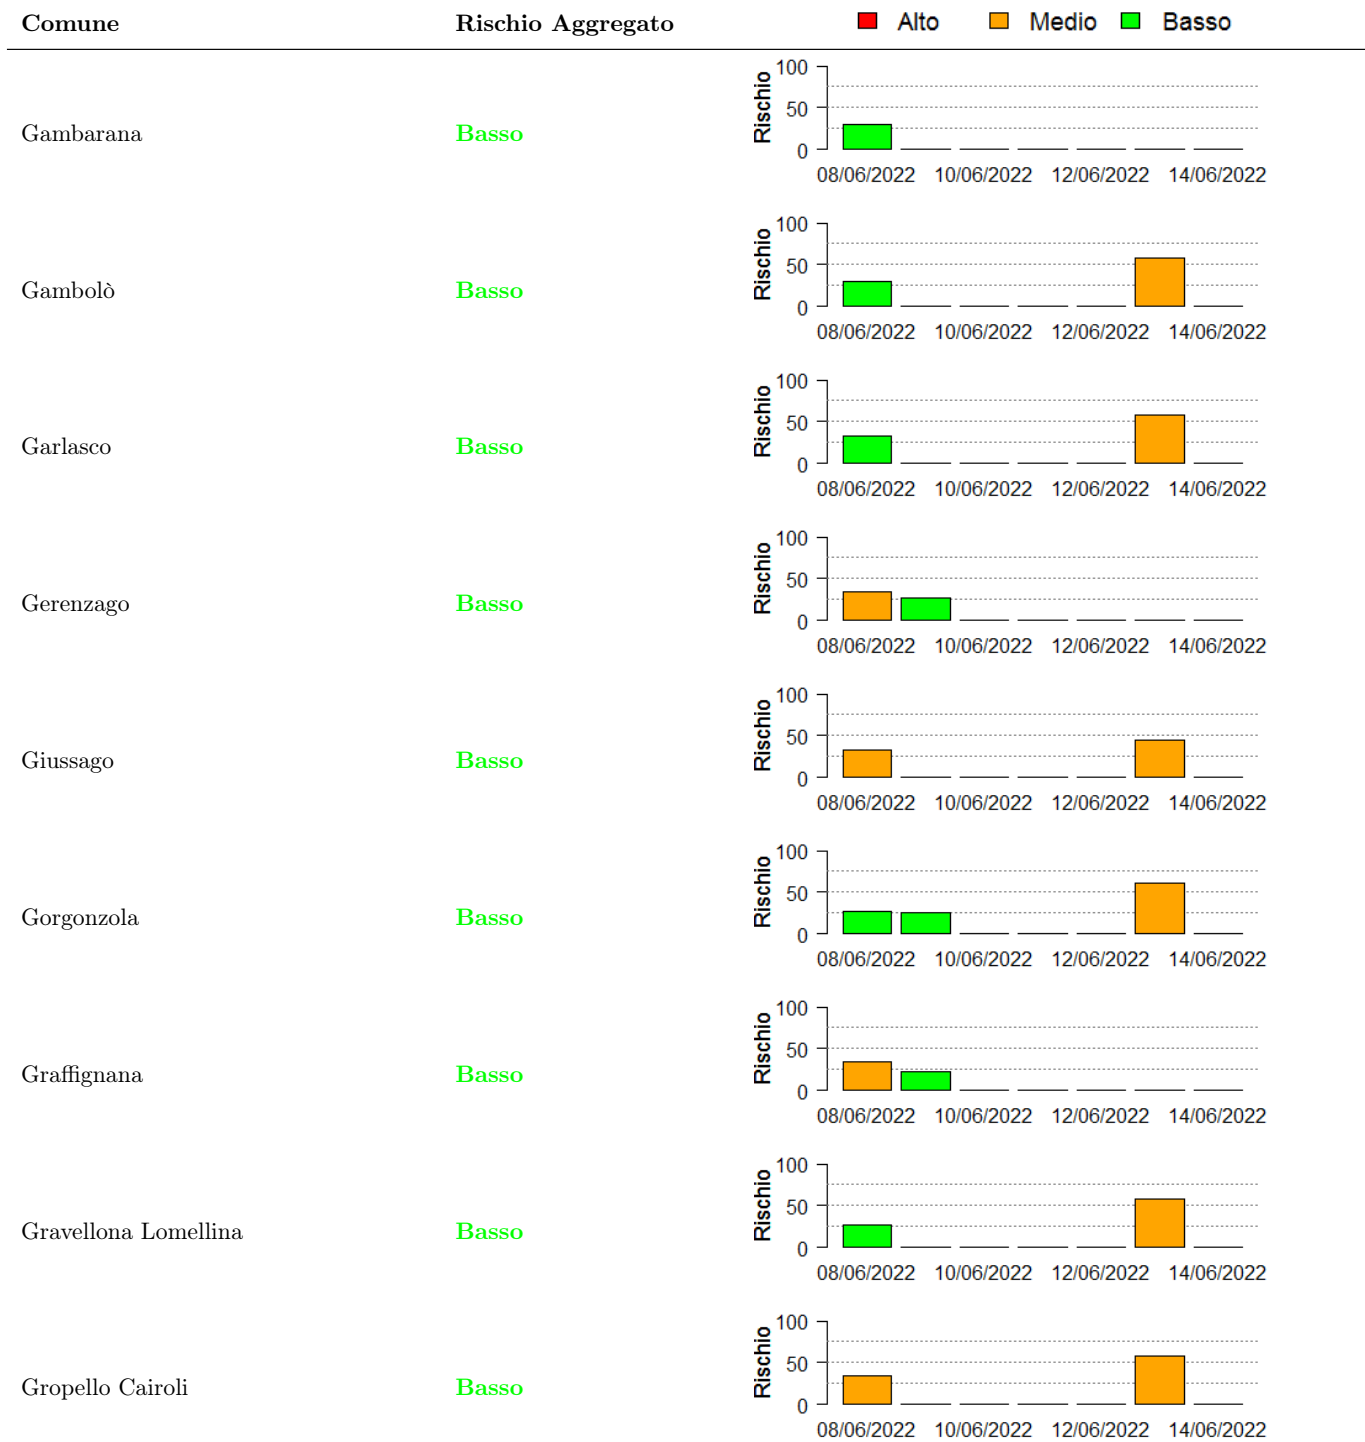 Comune Rischio Aggregato Alto Medio Basso
Gambarana Basso
Rischio
100
50
0
08/06/2022 10/06/2022 12/06/2022 14/06/2022
Gambolò Basso
Rischio
100
50
0
08/06/2022 10/06/2022 12/06/2022 14/06/2022
Garlasco Basso
Rischio
100
50
0
08/06/2022 10/06/2022 12/06/2022 14/06/2022
Gerenzago Basso
Rischio
100
50
0
08/06/2022 10/06/2022 12/06/2022 14/06/2022
Giussago Basso
Rischio
100
50
0
08/06/2022 10/06/2022 12/06/2022 14/06/2022
Gorgonzola Basso
Rischio
100
50
0
08/06/2022 10/06/2022 12/06/2022 14/06/2022
Graffignana Basso
Rischio
100
50
0
08/06/2022 10/06/2022 12/06/2022 14/06/2022
Gravellona Lomellina Basso
Rischio
100
50
0
08/06/2022 10/06/2022 12/06/2022 14/06/2022
Gropello Cairoli Basso
Rischio
100
50
0
08/06/2022 10/06/2022 12/06/2022 14/06/2022